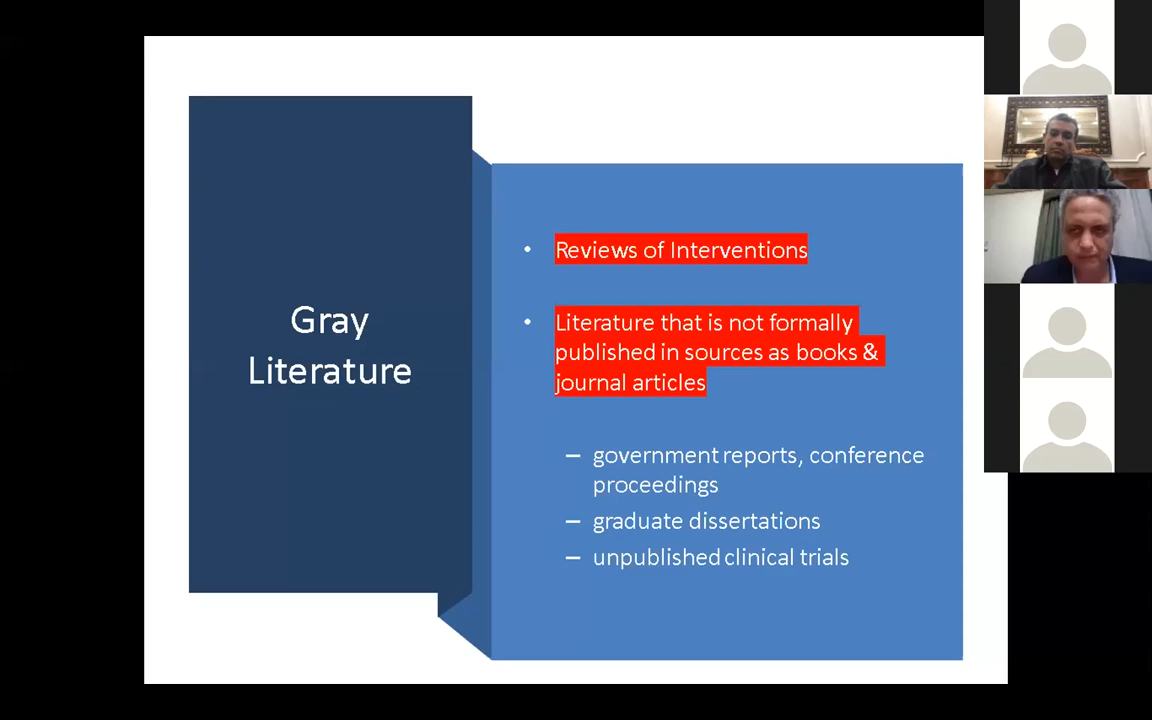 Gray
Literature
• Reviews of Interventions
• Literature that is not formally
published in sources as books &
journal articles
– government reports, conference
proceedings
– graduate dissertations
– unpublished clinical trials